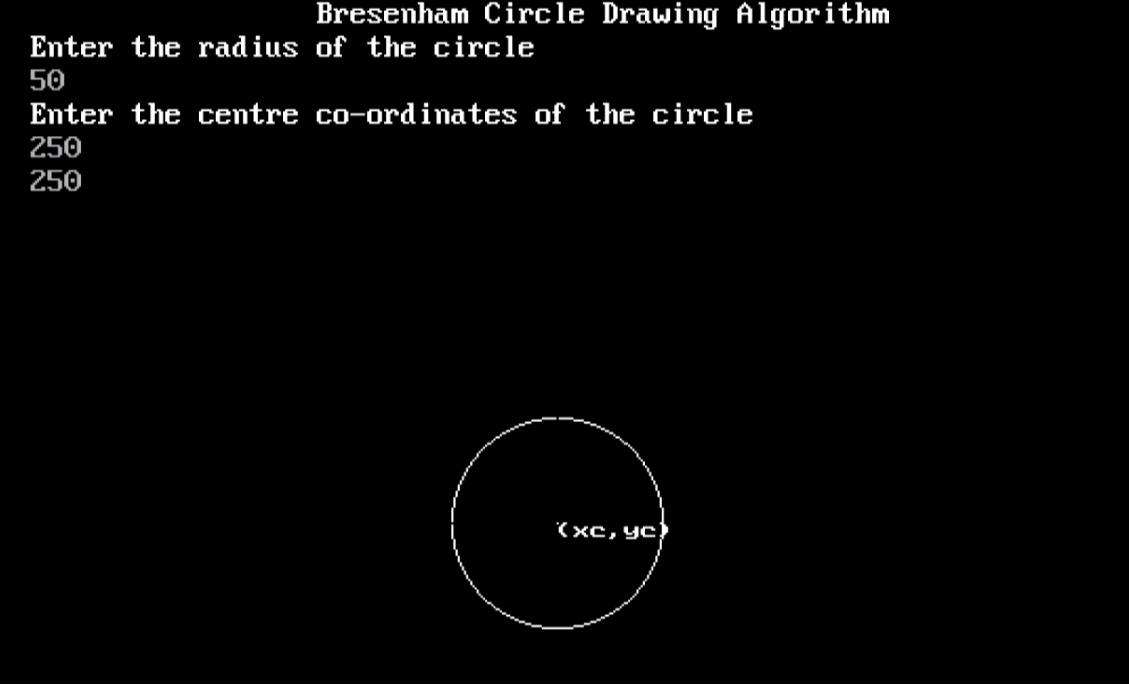 Bresenham Circle Drawing Algorithm
Enter the radius of the circle
50
Enter the centre co-ordinates of the circle
250
250
(xc,yc)